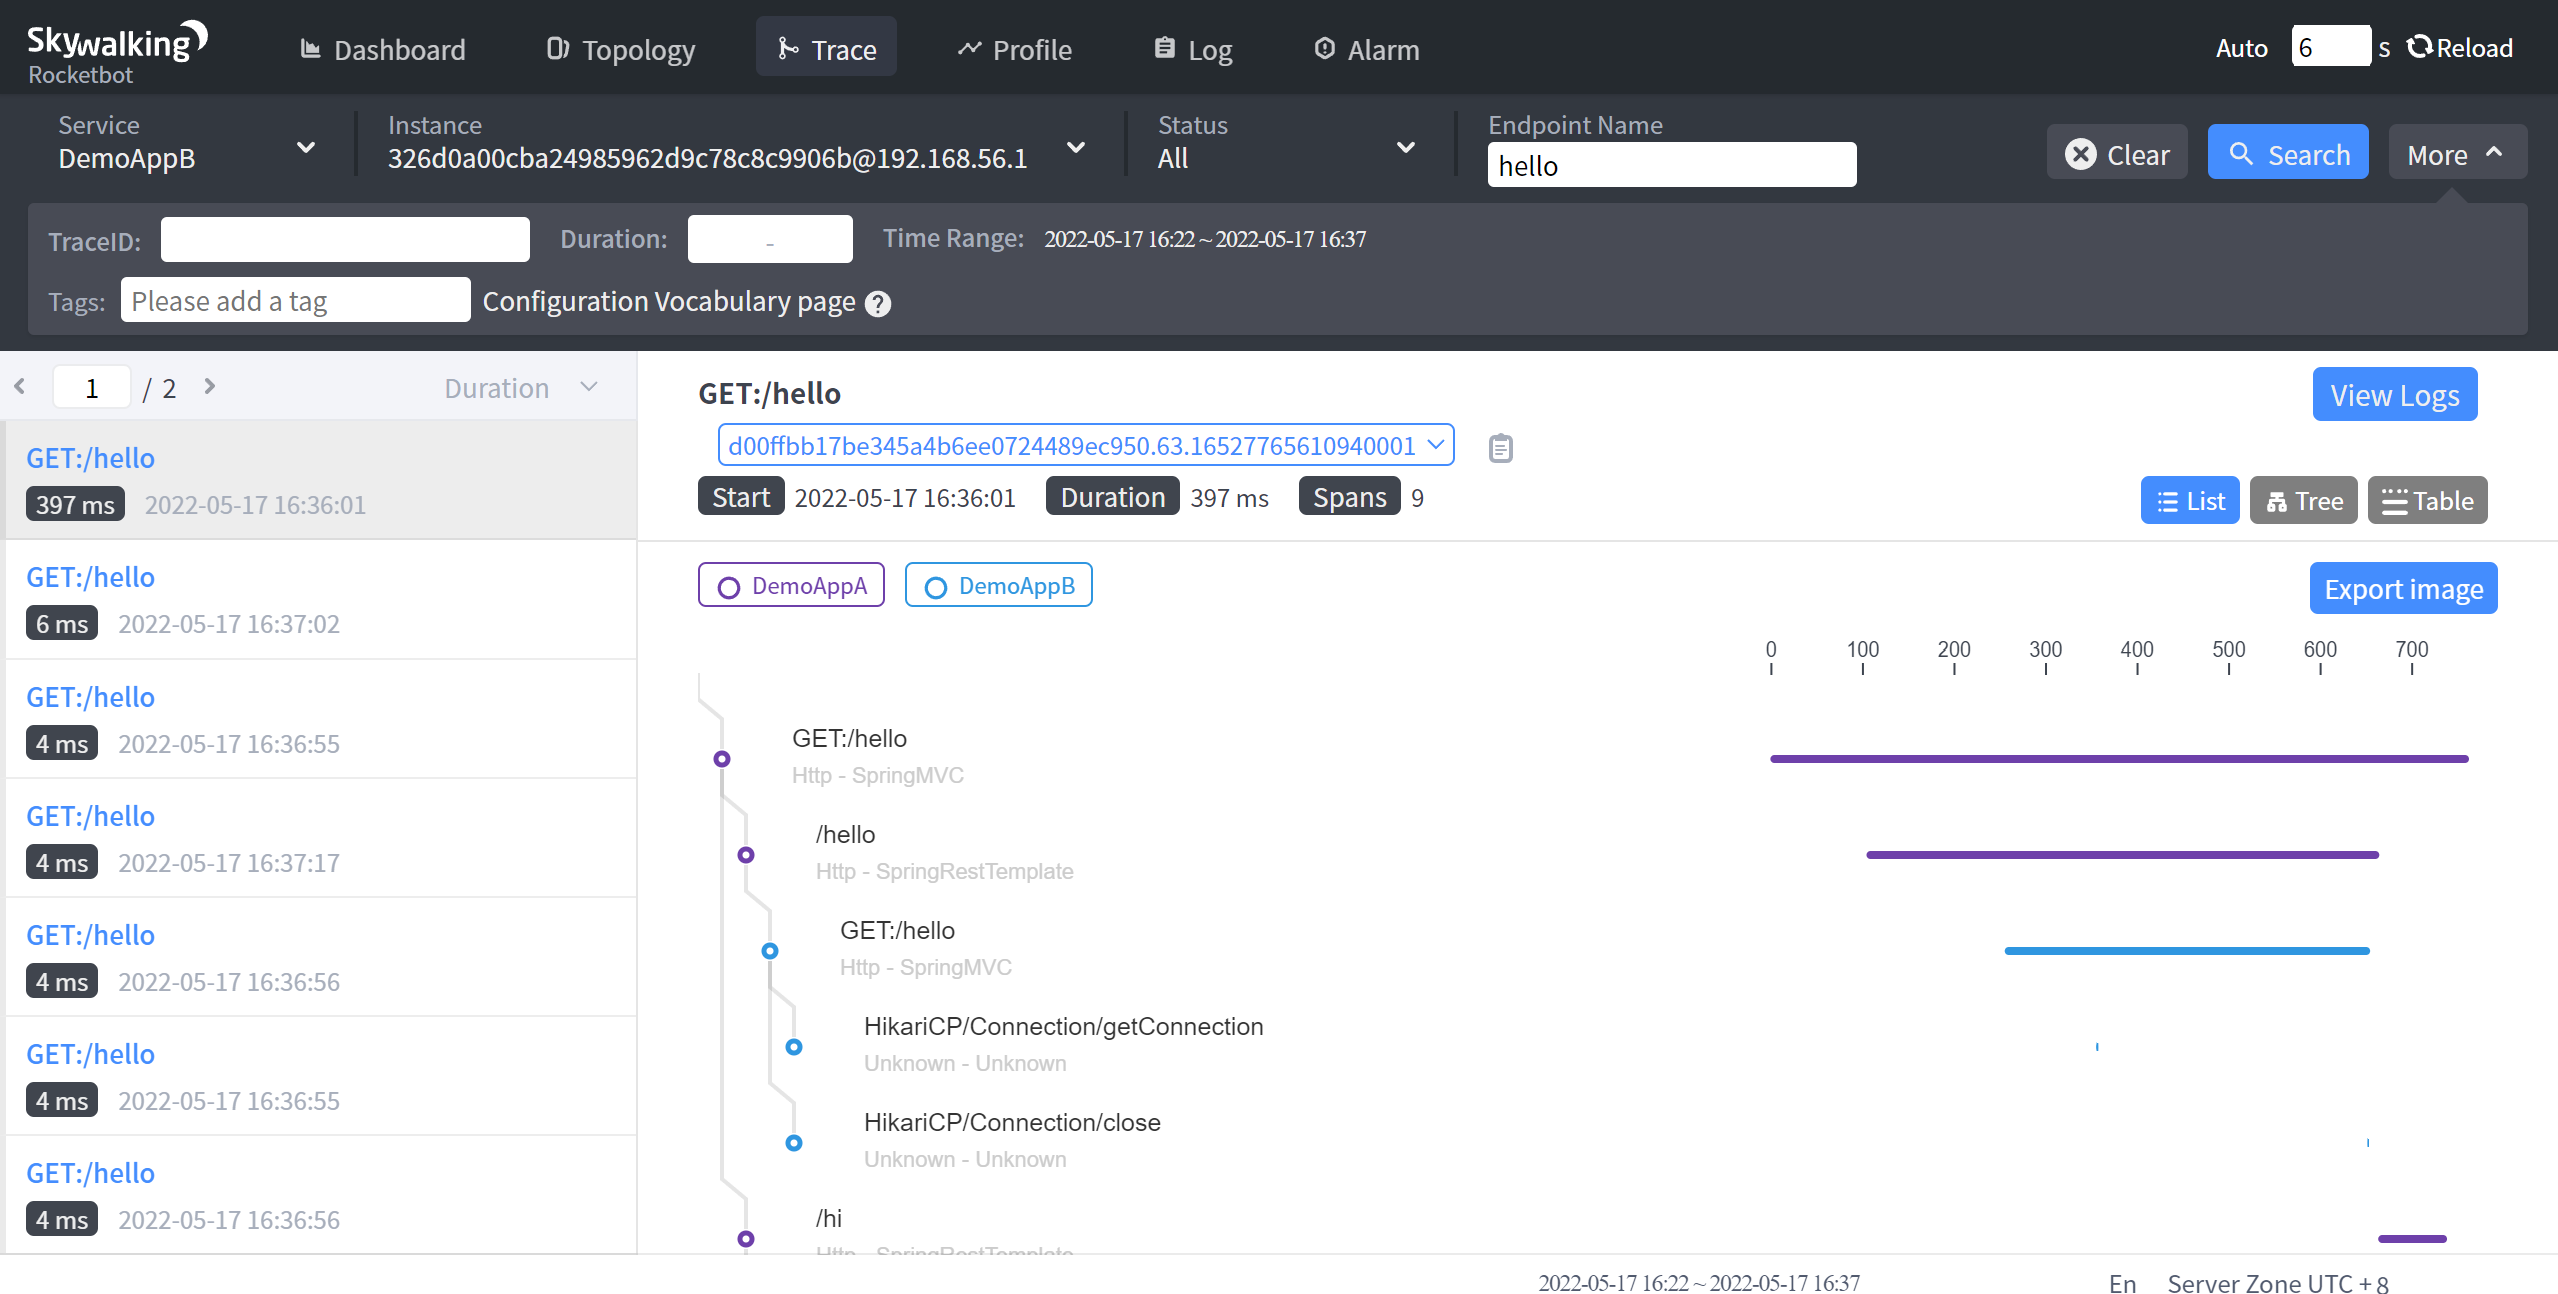 Skywalking
Rocketbot
Dashboard
Topology
Trace
Profile
Log
Alarm
Auto 6 s Reload
Service
DemoAppB
Instance
326d0a00cba24985962d9c78c8c9906b@192.168.56.1
Status
All
Endpoint Name
hello
Clear
Search
More
TraceID:
Duration: -
Time Range: 2022-05-17 16:22 ~ 2022-05-17 16:37
Tags: Please add a tag
Configuration Vocabulary page ?
1 / 2
Duration
GET:/hello
397 ms 2022-05-17 16:36:01
GET:/hello
6 ms 2022-05-17 16:37:02
GET:/hello
4 ms 2022-05-17 16:36:55
GET:/hello
4 ms 2022-05-17 16:37:17
GET:/hello
4 ms 2022-05-17 16:36:56
GET:/hello
4 ms 2022-05-17 16:36:55
GET:/hello
4 ms 2022-05-17 16:36:56
GET:/hello
View Logs
d00ffbb17be345a4b6ee0724489ec950.63.16527765610940001
Start 2022-05-17 16:36:01 Duration 397 ms Spans 9
List
Tree
Table
DemoAppA
DemoAppB
Export image
0 100 200 300 400 500 600 700
GET:/hello
Http - SpringMVC
/hello
Http - SpringRestTemplate
GET:/hello
Http - SpringMVC
HikariCP/Connection/getConnection
Unknown - Unknown
HikariCP/Connection/close
Unknown - Unknown
/hi
Http - SpringRestTemplate
2022-05-17 16:22 ~ 2022-05-17 16:37
En
Server Zone UTC + 8